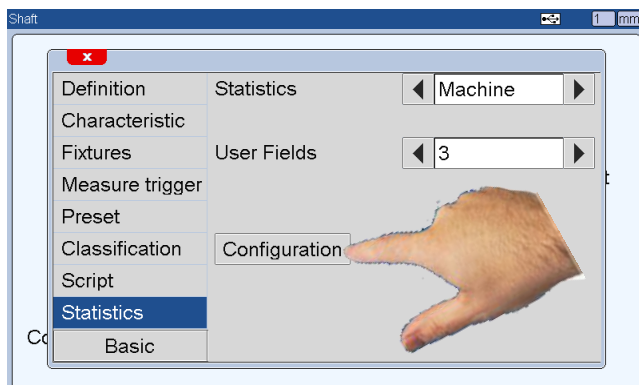 Shaft 1 mm
x
Definition Statistics Machine
Characteristic
Fixtures User Fields 3
Measure trigger
Preset
Classification Configuration
Script
Statistics
Basic